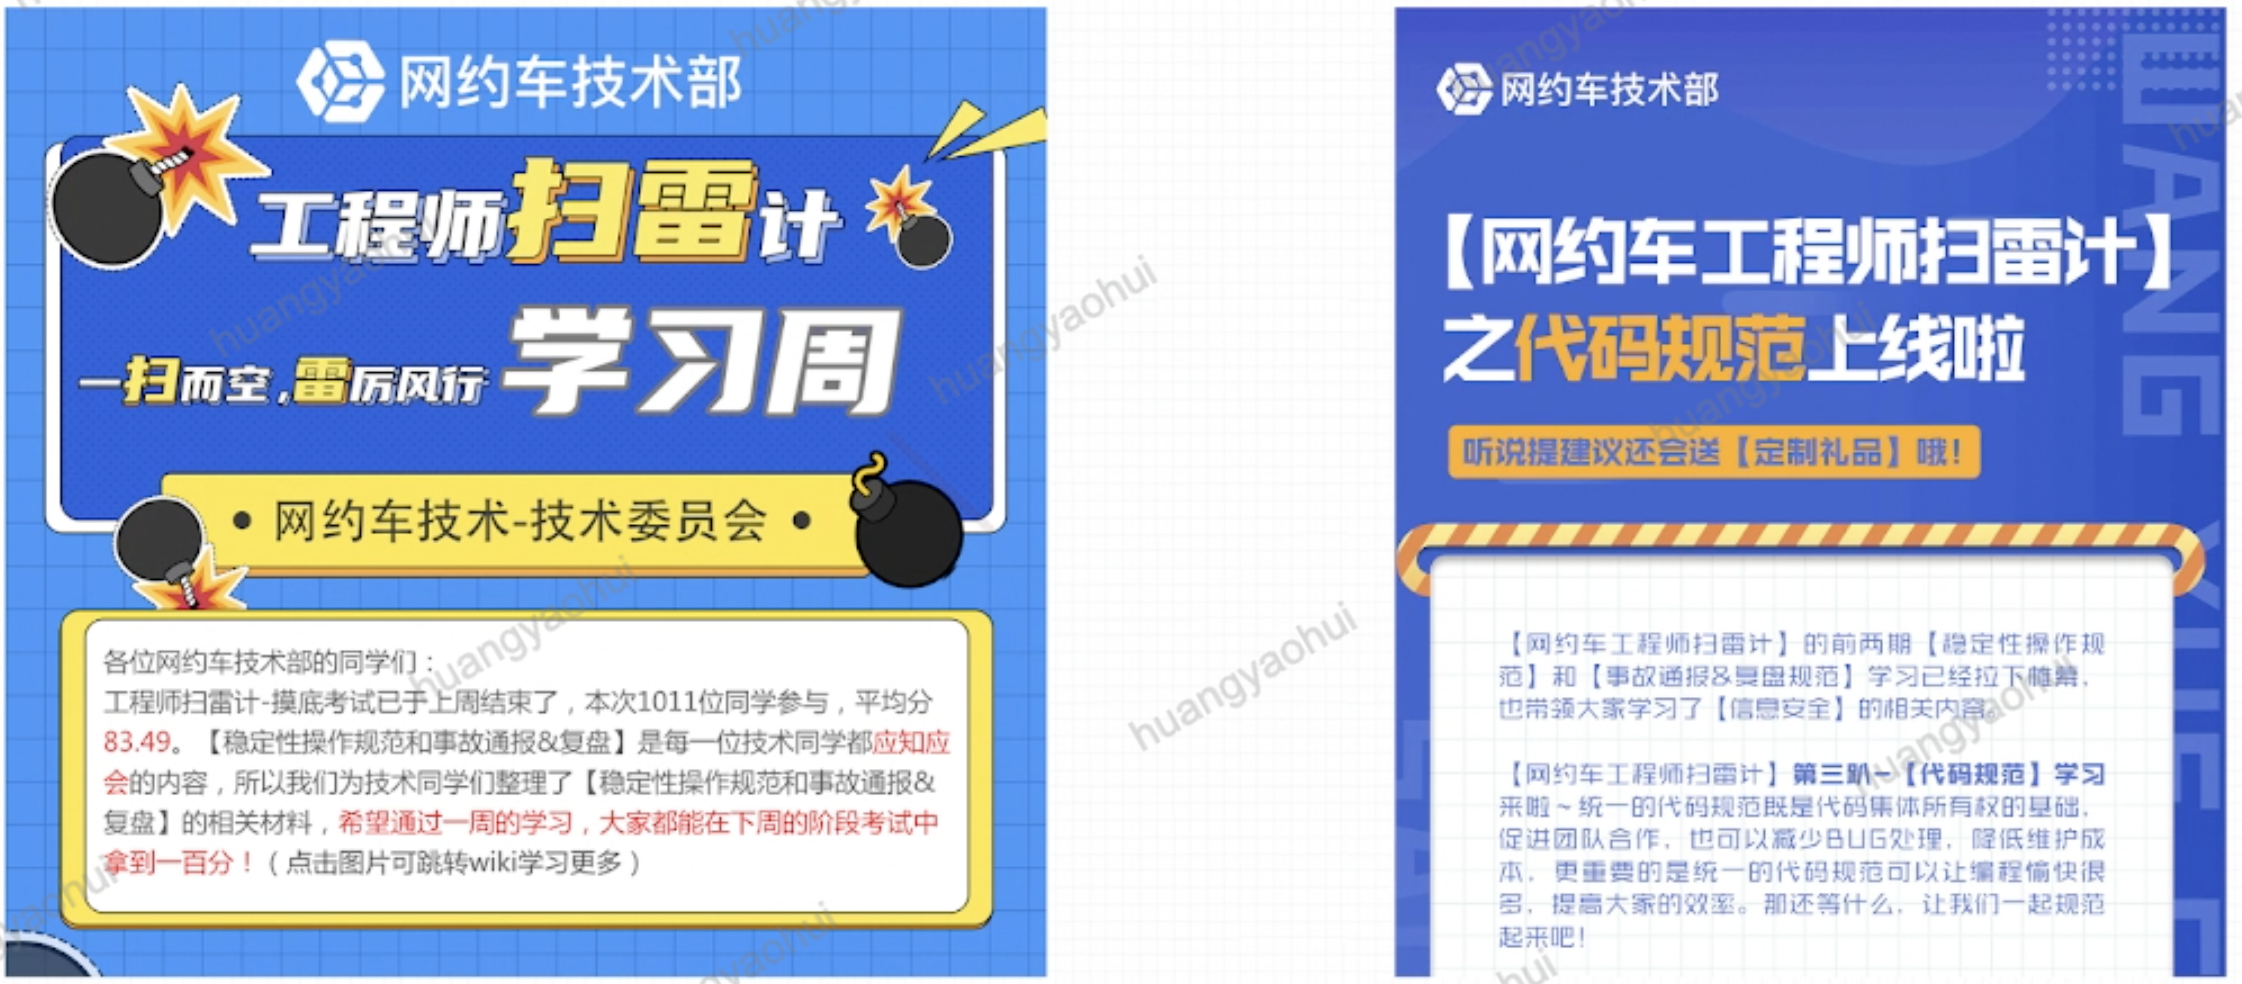 网约车技术部
工程师扫雷计
一扫而空,雷厉风行 学习周
• 网约车技术-技术委员会 •
各位网约车技术部的同学们：
工程师扫雷计-摸底考试已于上周结束了，本次1011位同学参与，平均分
83.49。【稳定性操作规范和事故通报&复盘】是每一位技术同学都应知应
会的内容，所以我们为技术同学们整理了【稳定性操作规范和事故通报&
复盘】的相关材料，希望通过一周的学习，大家都能在下周的阶段考试中
拿到一百分！（点击图片可跳转wiki学习更多）
网约车技术部
【网约车工程师扫雷计】
之代码规范上线啦
听说提建议还会送【定制礼品】哦！
【网约车工程师扫雷计】的前两期【稳定性操作规
范】和【事故通报&复盘规范】学习已经拉下帷幕，
也带领大家学习了【信息安全】的相关内容。
【网约车工程师扫雷计】第三趴—【代码规范】学习
来啦～统一的代码规范既是代码集体所有权的基础，
促进团队合作，也可以减少BUG处理，降低维护成
本，更重要的是统一的代码规范可以让编程愉快很
多，提高大家的效率。那还等什么，让我们一起规范
起来吧！
huangyaohui
huangyaohui
huangyaohui
huangyaohui
huangyaohui
huangyaohui
huangyaohui